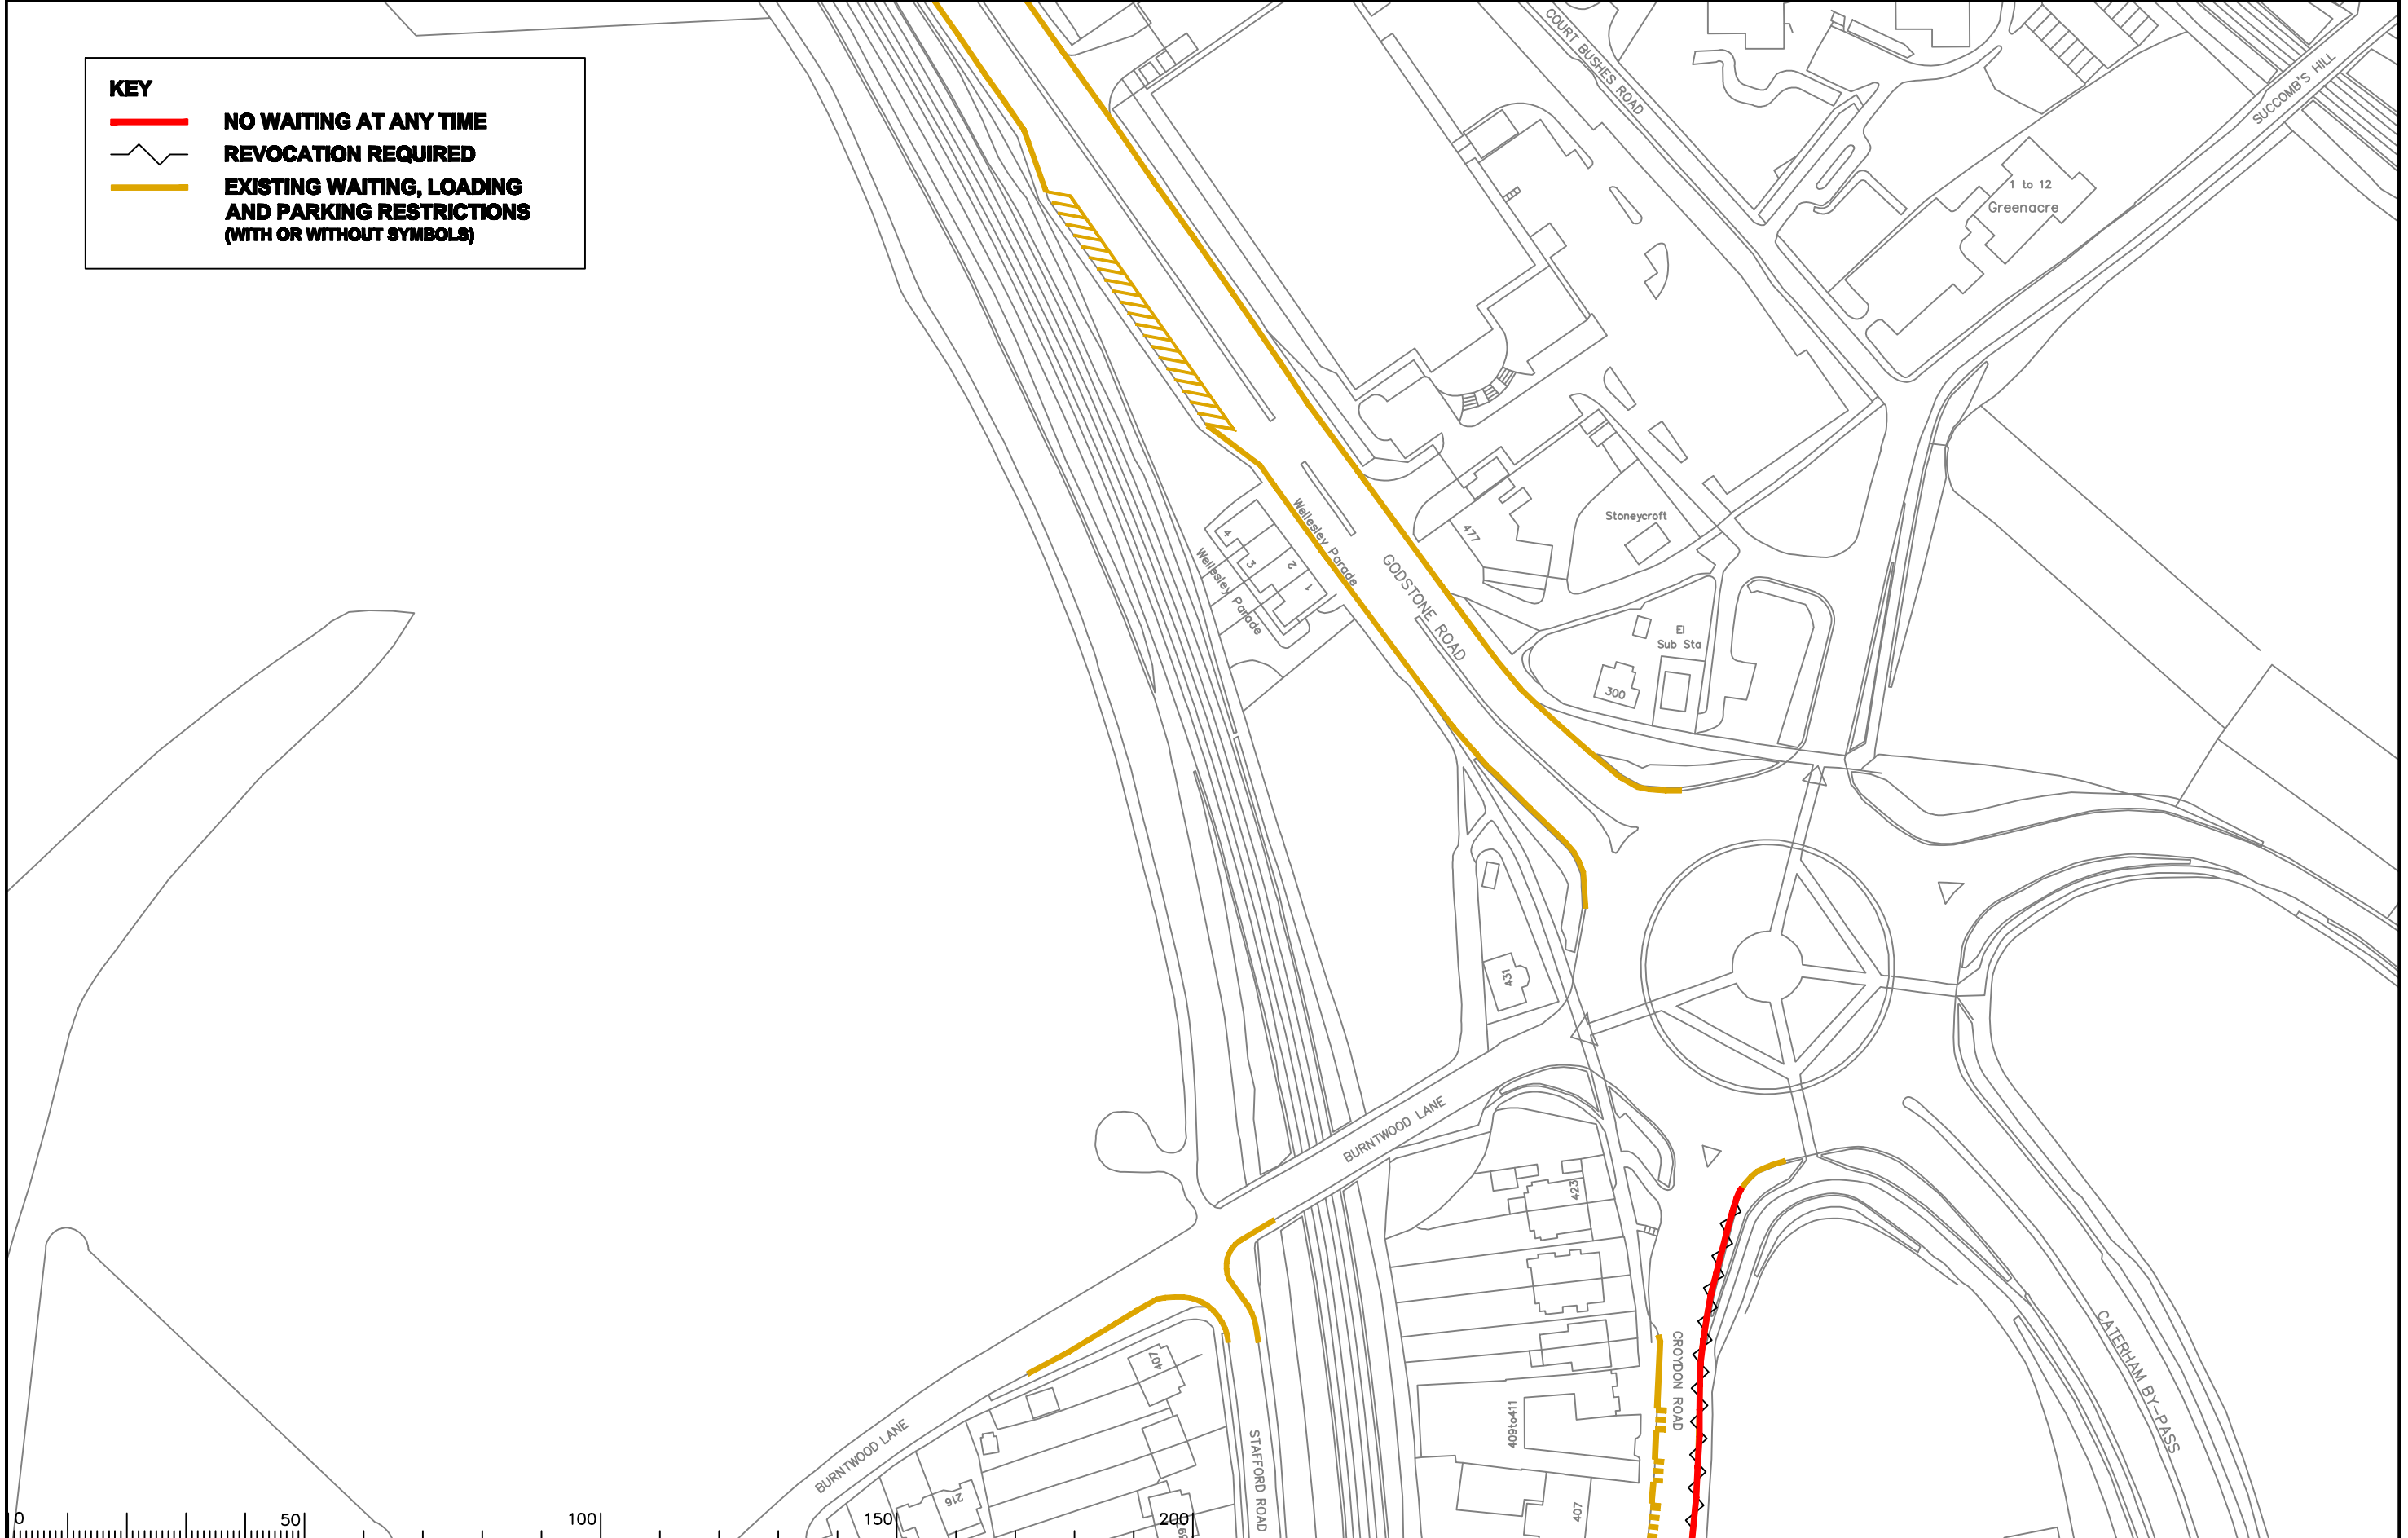 KEY
NO WAITING AT ANY TIME
REVOCATION REQUIRED
EXISTING WAITING, LOADING
AND PARKING RESTRICTIONS
(WITH OR WITHOUT SYMBOLS)
COURT BUSHES ROAD
SUCCOMB'S HILL
1 to 12
Greenacre
Wellesley Parade
Wellesley Parade
4
3
2
1
GODSTONE ROAD
477
Stoneycroft
El
Sub Sta
300
431
BURNTWOOD LANE
423
CROYDON ROAD
CATERHAM BY-PASS
409to411
407
407
BURNTWOOD LANE
216
STAFFORD ROAD
0
50
100
150
200